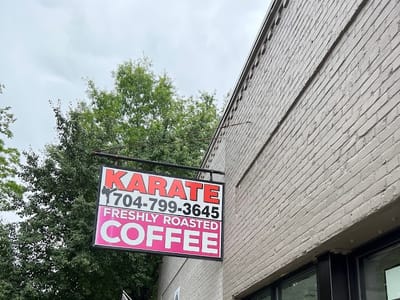 KARATE
704-799-3645
FRESHLY ROASTED
COFFEE